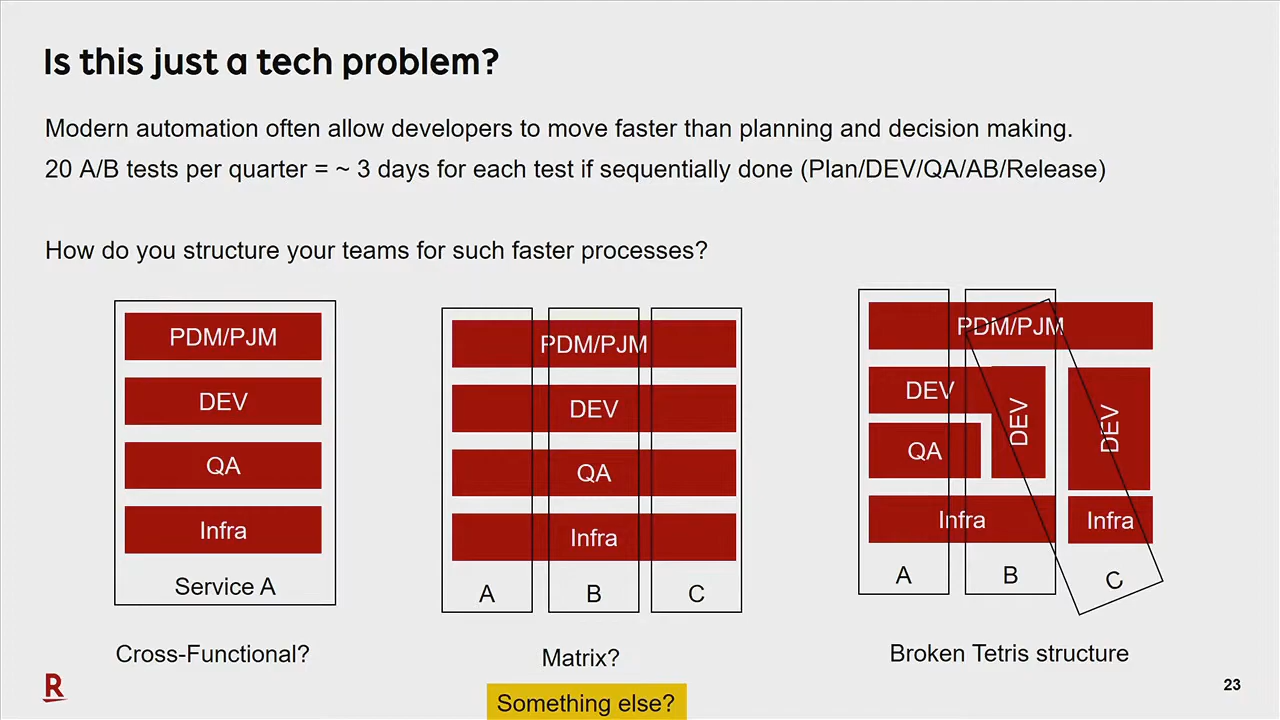 Is this just a tech problem?
Modern automation often allow developers to move faster than planning and decision making.
20 A/B tests per quarter = ~ 3 days for each test if sequentially done (Plan/DEV/QA/AB/Release)
How do you structure your teams for such faster processes?
PDM/PJM
DEV
QA
Infra
Service A
Cross-Functional?
PDM/PJM
DEV
QA
Infra
A B C
Matrix?
Something else?
PDM/PJM
DEV
DEV
DEV
QA
Infra
Infra
A B C
Broken Tetris structure
R
23